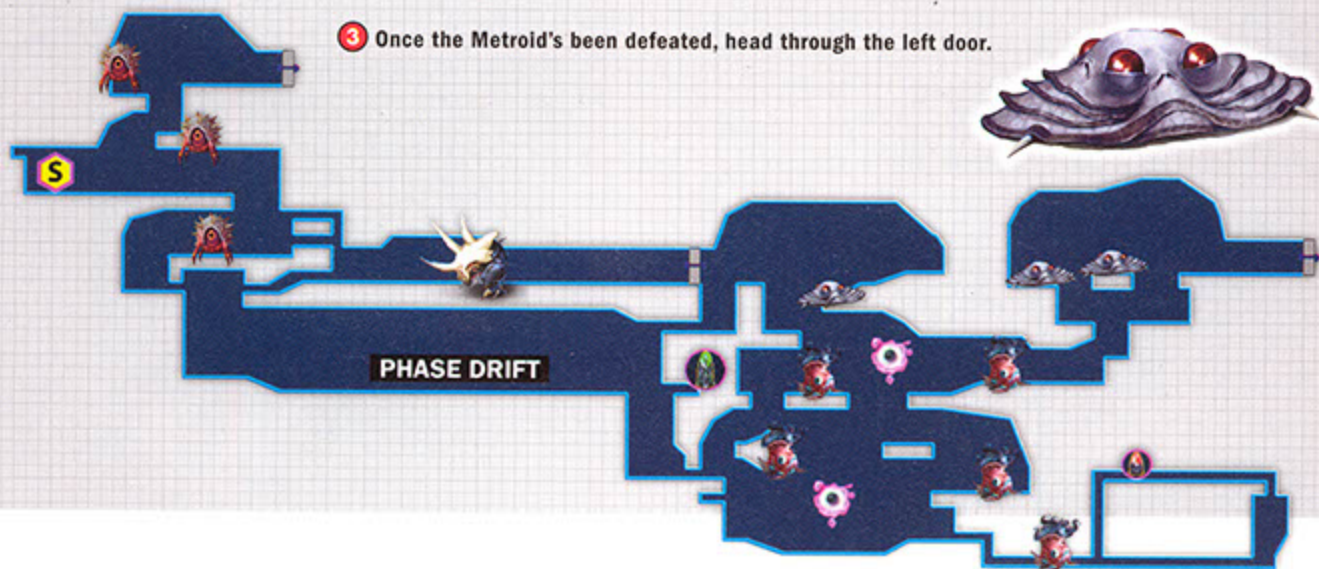 3 Once the Metroid's been defeated, head through the left door.
S
PHASE DRIFT